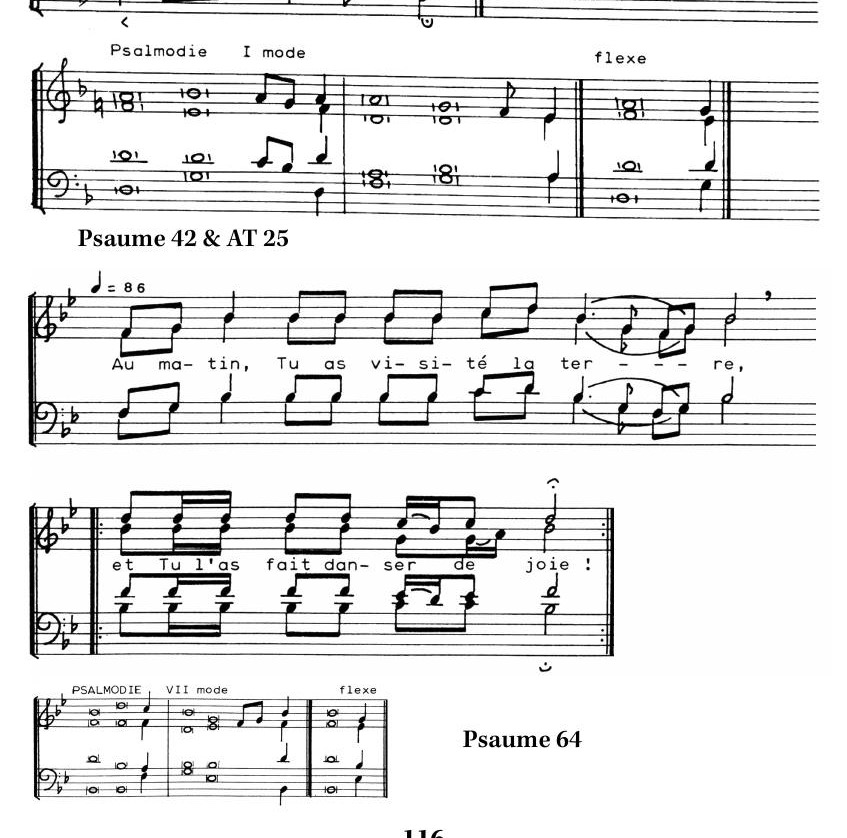 Psalmodie I mode
flexe
Psaume 42 & AT 25
= 86
Au ma- tin, Tu as vi- si- té la ter - - - re,
et Tu l'as fait dan- ser de joie !
PSALMODIE VII mode flexe
Psaume 64
116